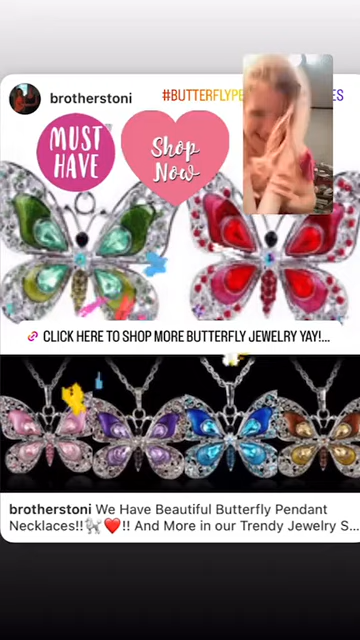 brotherstoni
#BUTTERFLYPE ES
MUST HAVE
Shop Now
CLICK HERE TO SHOP MORE BUTTERFLY JEWELRY YAY!...
brotherstoni We Have Beautiful Butterfly Pendant
Necklaces!!🐩❤️!! And More in our Trendy Jewelry S...